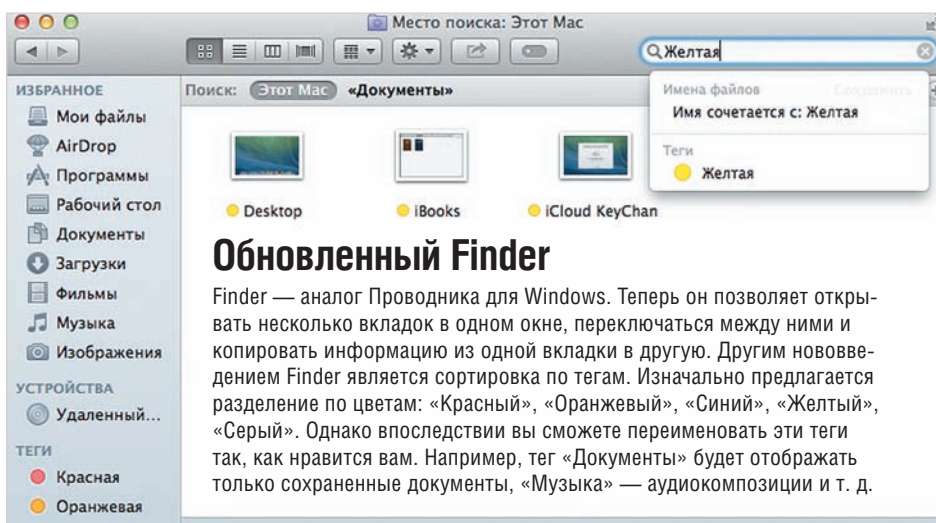 Место поиска: Этот Mac
Желтая
ИЗБРАННОЕ
Мои файлы
AirDrop
Программы
Рабочий стол
Документы
Загрузки
Фильмы
Музыка
Изображения
УСТРОЙСТВА
Удаленный...
ТЕГИ
Красная
Оранжевая
Поиск: Этот Mac «Документы»
Сохранить
Имена файлов
Имя сочетается с: Желтая
Теги
Желтая
Desktop
iBooks
iCloud KeyChan
Обновленный Finder
Finder — аналог Проводника для Windows. Теперь он позволяет откры-
вать несколько вкладок в одном окне, переключаться между ними и
копировать информацию из одной вкладки в другую. Другим нововве-
дением Finder является сортировка по тегам. Изначально предлагается
разделение по цветам: «Красный», «Оранжевый», «Синий», «Желтый»,
«Серый». Однако впоследствии вы сможете переименовать эти теги
так, как нравится вам. Например, тег «Документы» будет отображать
только сохраненные документы, «Музыка» — аудиокомпозиции и т. д.